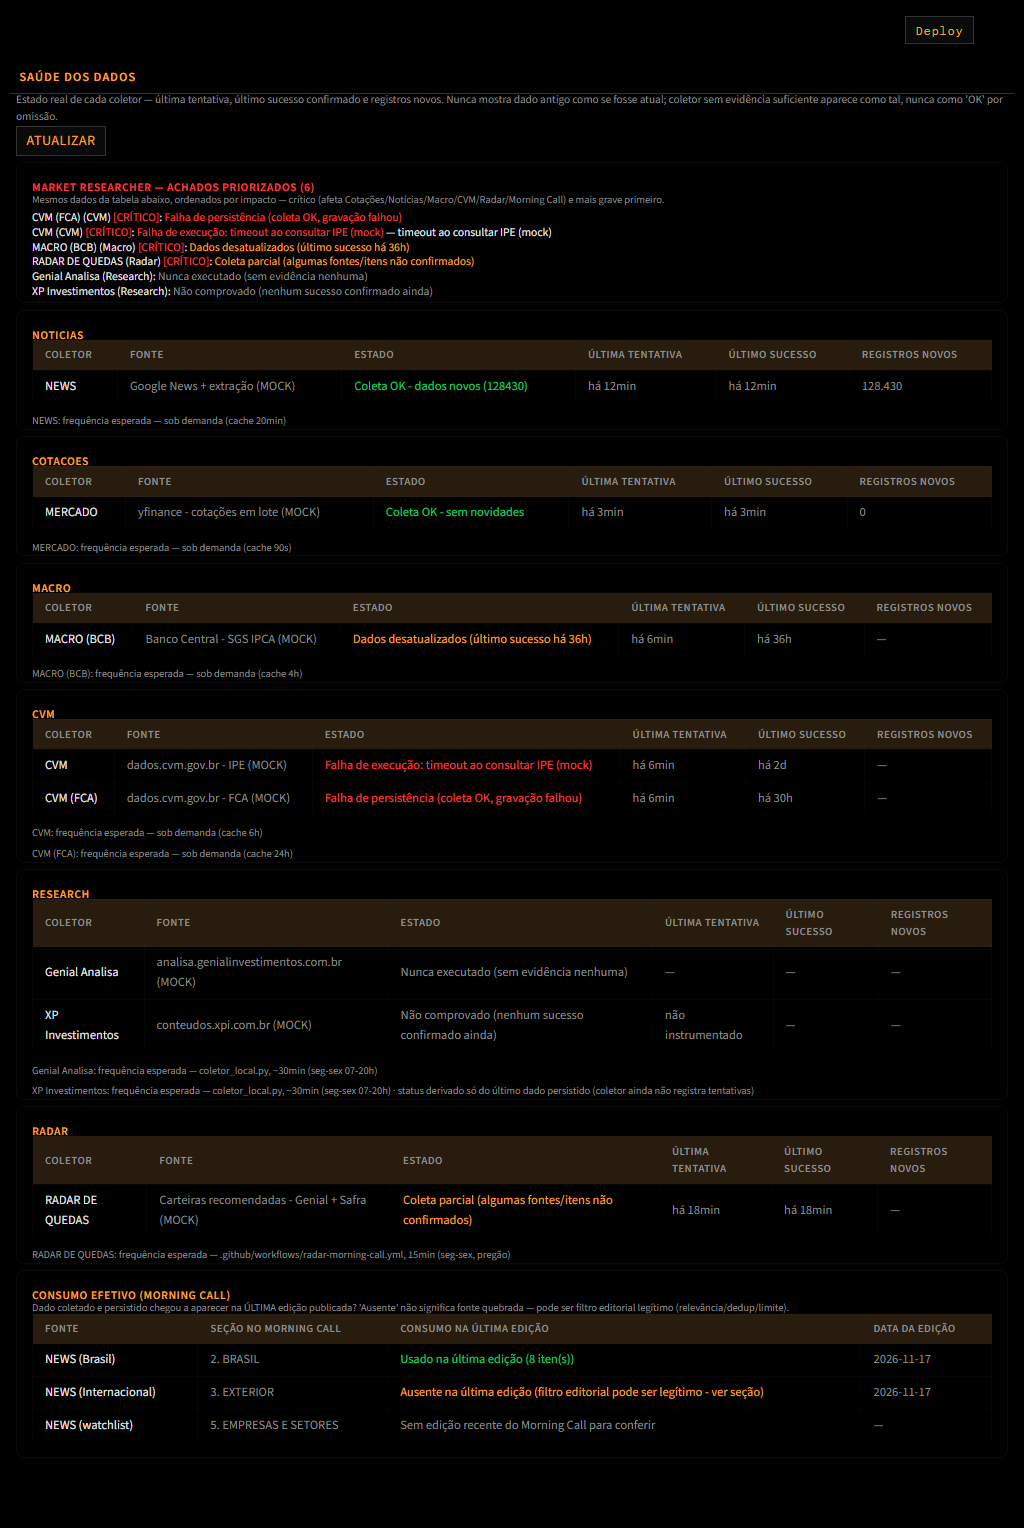 Deploy
SAÚDE DOS DADOS
Estado real de cada coletor — última tentativa, último sucesso confirmado e registros novos. Nunca mostra dado antigo como se fosse atual; coletor sem evidência suficiente aparece como tal, nunca como 'OK' por
omissão.
ATUALIZAR
MARKET RESEARCHER — ACHADOS PRIORIZADOS (6)
Mesmos dados da tabela abaixo, ordenados por impacto — crítico (afeta Cotações/Notícias/Macro/CVM/Radar/Morning Call) e mais grave primeiro.
CVM (FCA) (CVM) [CRÍTICO]: Falha de persistência (coleta OK, gravação falhou)
CVM (CVM) [CRÍTICO]: Falha de execução: timeout ao consultar IPE (mock) — timeout ao consultar IPE (mock)
MACRO (BCB) (Macro) [CRÍTICO]: Dados desatualizados (último sucesso há 36h)
RADAR DE QUEDAS (Radar) [CRÍTICO]: Coleta parcial (algumas fontes/itens não confirmados)
Genial Analisa (Research): Nunca executado (sem evidência nenhuma)
XP Investimentos (Research): Não comprovado (nenhum sucesso confirmado ainda)
NOTICIAS
COLETOR FONTE ESTADO ÚLTIMA TENTATIVA ÚLTIMO SUCESSO REGISTROS NOVOS
NEWS Google News + extração (MOCK) Coleta OK - dados novos (128430) há 12min há 12min 128.430
NEWS: frequência esperada — sob demanda (cache 20min)
COTACOES
COLETOR FONTE ESTADO ÚLTIMA TENTATIVA ÚLTIMO SUCESSO REGISTROS NOVOS
MERCADO yfinance - cotações em lote (MOCK) Coleta OK - sem novidades há 3min há 3min 0
MERCADO: frequência esperada — sob demanda (cache 90s)
MACRO
COLETOR FONTE ESTADO ÚLTIMA TENTATIVA ÚLTIMO SUCESSO REGISTROS NOVOS
MACRO (BCB) Banco Central - SGS IPCA (MOCK) Dados desatualizados (último sucesso há 36h) há 6min há 36h —
MACRO (BCB): frequência esperada — sob demanda (cache 4h)
CVM
COLETOR FONTE ESTADO ÚLTIMA TENTATIVA ÚLTIMO SUCESSO REGISTROS NOVOS
CVM dados.cvm.gov.br - IPE (MOCK) Falha de execução: timeout ao consultar IPE (mock) há 6min há 2d —
CVM (FCA) dados.cvm.gov.br - FCA (MOCK) Falha de persistência (coleta OK, gravação falhou) há 6min há 30h —
CVM: frequência esperada — sob demanda (cache 6h)
CVM (FCA): frequência esperada — sob demanda (cache 24h)
RESEARCH
COLETOR FONTE ESTADO ÚLTIMA TENTATIVA ÚLTIMO SUCESSO REGISTROS NOVOS
Genial Analisa analisa.genialinvestimentos.com.br (MOCK) Nunca executado (sem evidência nenhuma) — — —
XP Investimentos conteudos.xpi.com.br (MOCK) Não comprovado (nenhum sucesso confirmado ainda) não instrumentado — —
Genial Analisa: frequência esperada — coletor_local.py, ~30min (seg-sex 07-20h)
XP Investimentos: frequência esperada — coletor_local.py, ~30min (seg-sex 07-20h) · status derivado só do último dado persistido (coletor ainda não registra tentativas)
RADAR
COLETOR FONTE ESTADO ÚLTIMA TENTATIVA ÚLTIMO SUCESSO REGISTROS NOVOS
RADAR DE QUEDAS Carteiras recomendadas - Genial + Safra (MOCK) Coleta parcial (algumas fontes/itens não confirmados) há 18min há 18min —
RADAR DE QUEDAS: frequência esperada — .github/workflows/radar-morning-call.yml, 15min (seg-sex, pregão)
CONSUMO EFETIVO (MORNING CALL)
Dado coletado e persistido chegou a aparecer na ÚLTIMA edição publicada? 'Ausente' não significa fonte quebrada — pode ser filtro editorial legítimo (relevância/dedup/limite).
FONTE SEÇÃO NO MORNING CALL CONSUMO NA ÚLTIMA EDIÇÃO DATA DA EDIÇÃO
NEWS (Brasil) 2. BRASIL Usado na última edição (8 iten(s)) 2026-11-17
NEWS (Internacional) 3. EXTERIOR Ausente na última edição (filtro editorial pode ser legítimo - ver seção) 2026-11-17
NEWS (watchlist) 5. EMPRESAS E SETORES Sem edição recente do Morning Call para conferir —